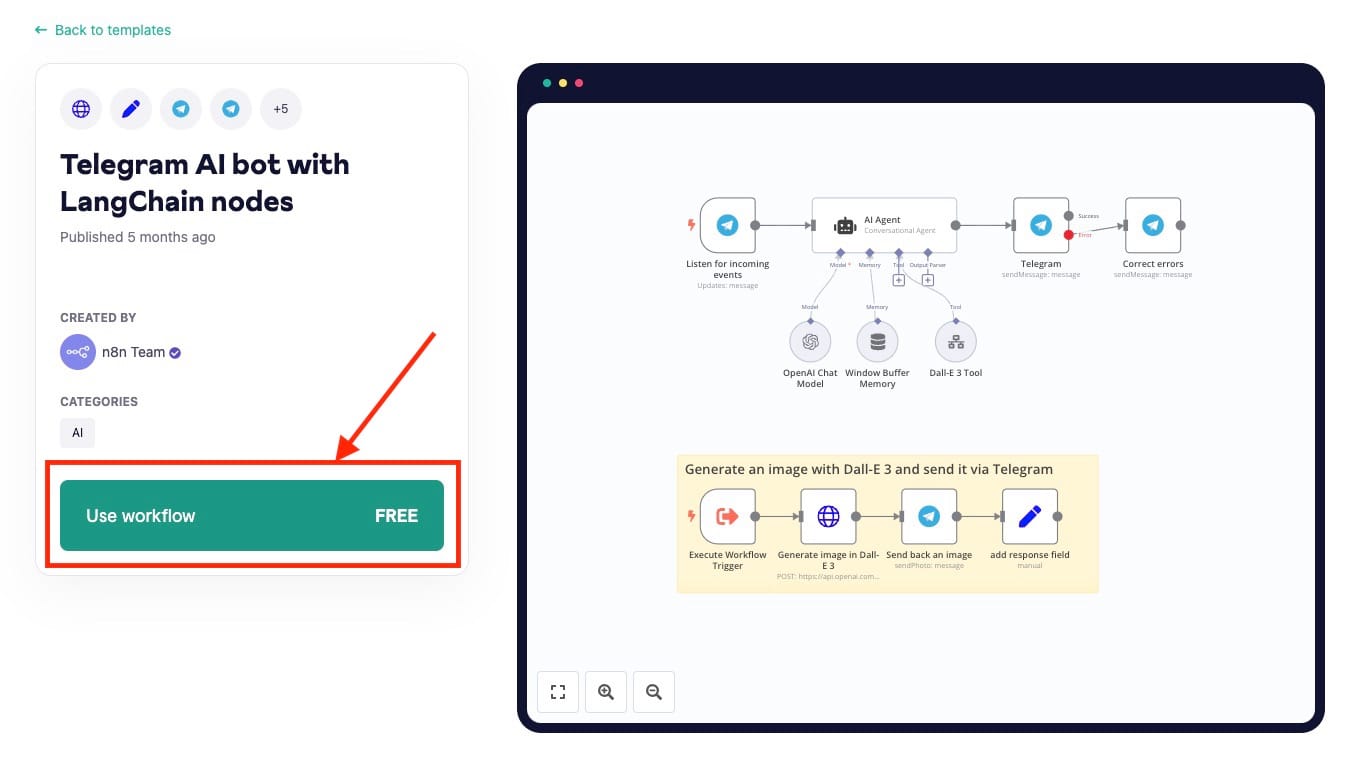 ← Back to templates
+5
Telegram AI bot with
LangChain nodes
Published 5 months ago
CREATED BY
n8n Team
CATEGORIES
AI
Use workflow
FREE
Listen for incoming
events
Updates: message
AI Agent
Conversational Agent
Model *
Memory
Tool
Output Parser
Telegram
sendMessage: message
Success
Error
Correct errors
sendMessage: message
Model
Memory
Tool
OpenAI Chat
Model
Window Buffer
Memory
Dall-E 3 Tool
Generate an image with Dall-E 3 and send it via Telegram
Execute Workflow
Trigger
Generate image in Dall-
E 3
POST: https://api.openai.com...
Send back an image
sendPhoto: message
add response field
manual